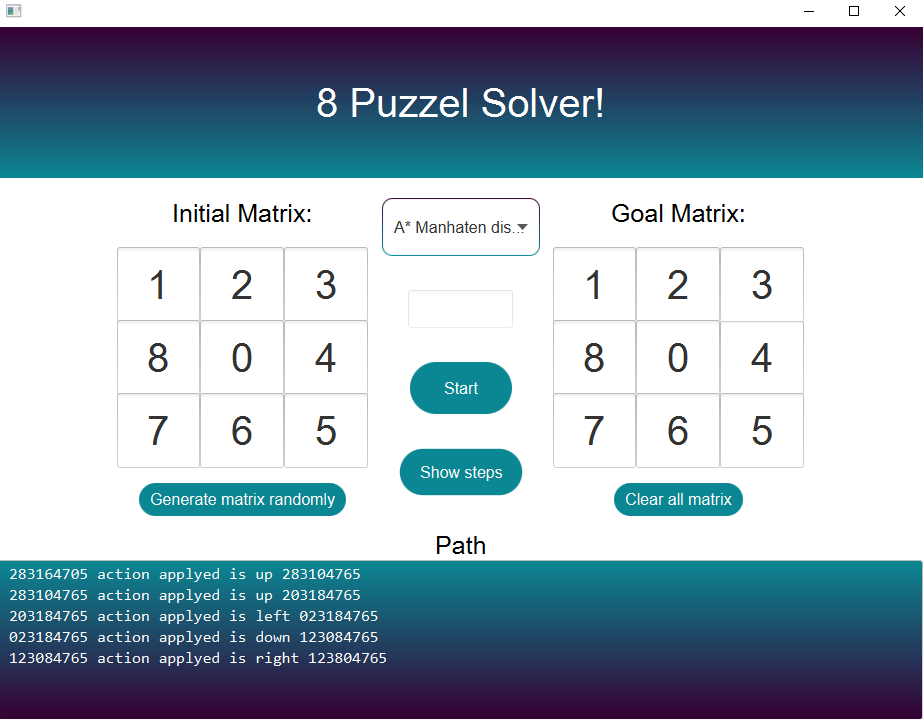 8 Puzzel Solver!
Initial Matrix:
A* Manhaten dis...
Goal Matrix:
1 2 3
8 0 4
7 6 5
1 2 3
8 0 4
7 6 5
Start
Show steps
Generate matrix randomly
Clear all matrix
Path
283164705 action applyed is up 283104765
283104765 action applyed is up 203184765
203184765 action applyed is left 023184765
023184765 action applyed is down 123084765
123084765 action applyed is right 123804765